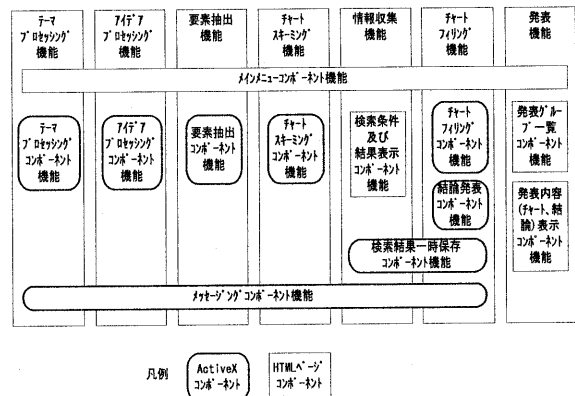 テーマ
プロセッシング
機能
アイデア
プロセッシング
機能
要素抽出
機能
チャート
スキーミング
機能
情報収集
機能
チャート
フィリング
機能
発表
機能
メインメニューコンポーネント機能
テーマ
プロセッシング
コンポーネント
機能
アイデア
プロセッシング
コンポーネント
機能
要素抽出
コンポーネント
機能
チャート
スキーミング
コンポーネント
機能
検索条件
及び
結果表示
コンポーネント
機能
チャート
フィリング
コンポーネント
機能
発表グルー
プ一覧
コンポーネント
機能
結論発表
コンポーネント
機能
発表内容
(チャート、結
論)表示
コンポーネント
機能
検索結果一時保存
コンポーネント機能
メッセージングコンポーネント機能
凡例
ActiveX
コンポーネント
HTMLページ
コンポーネント